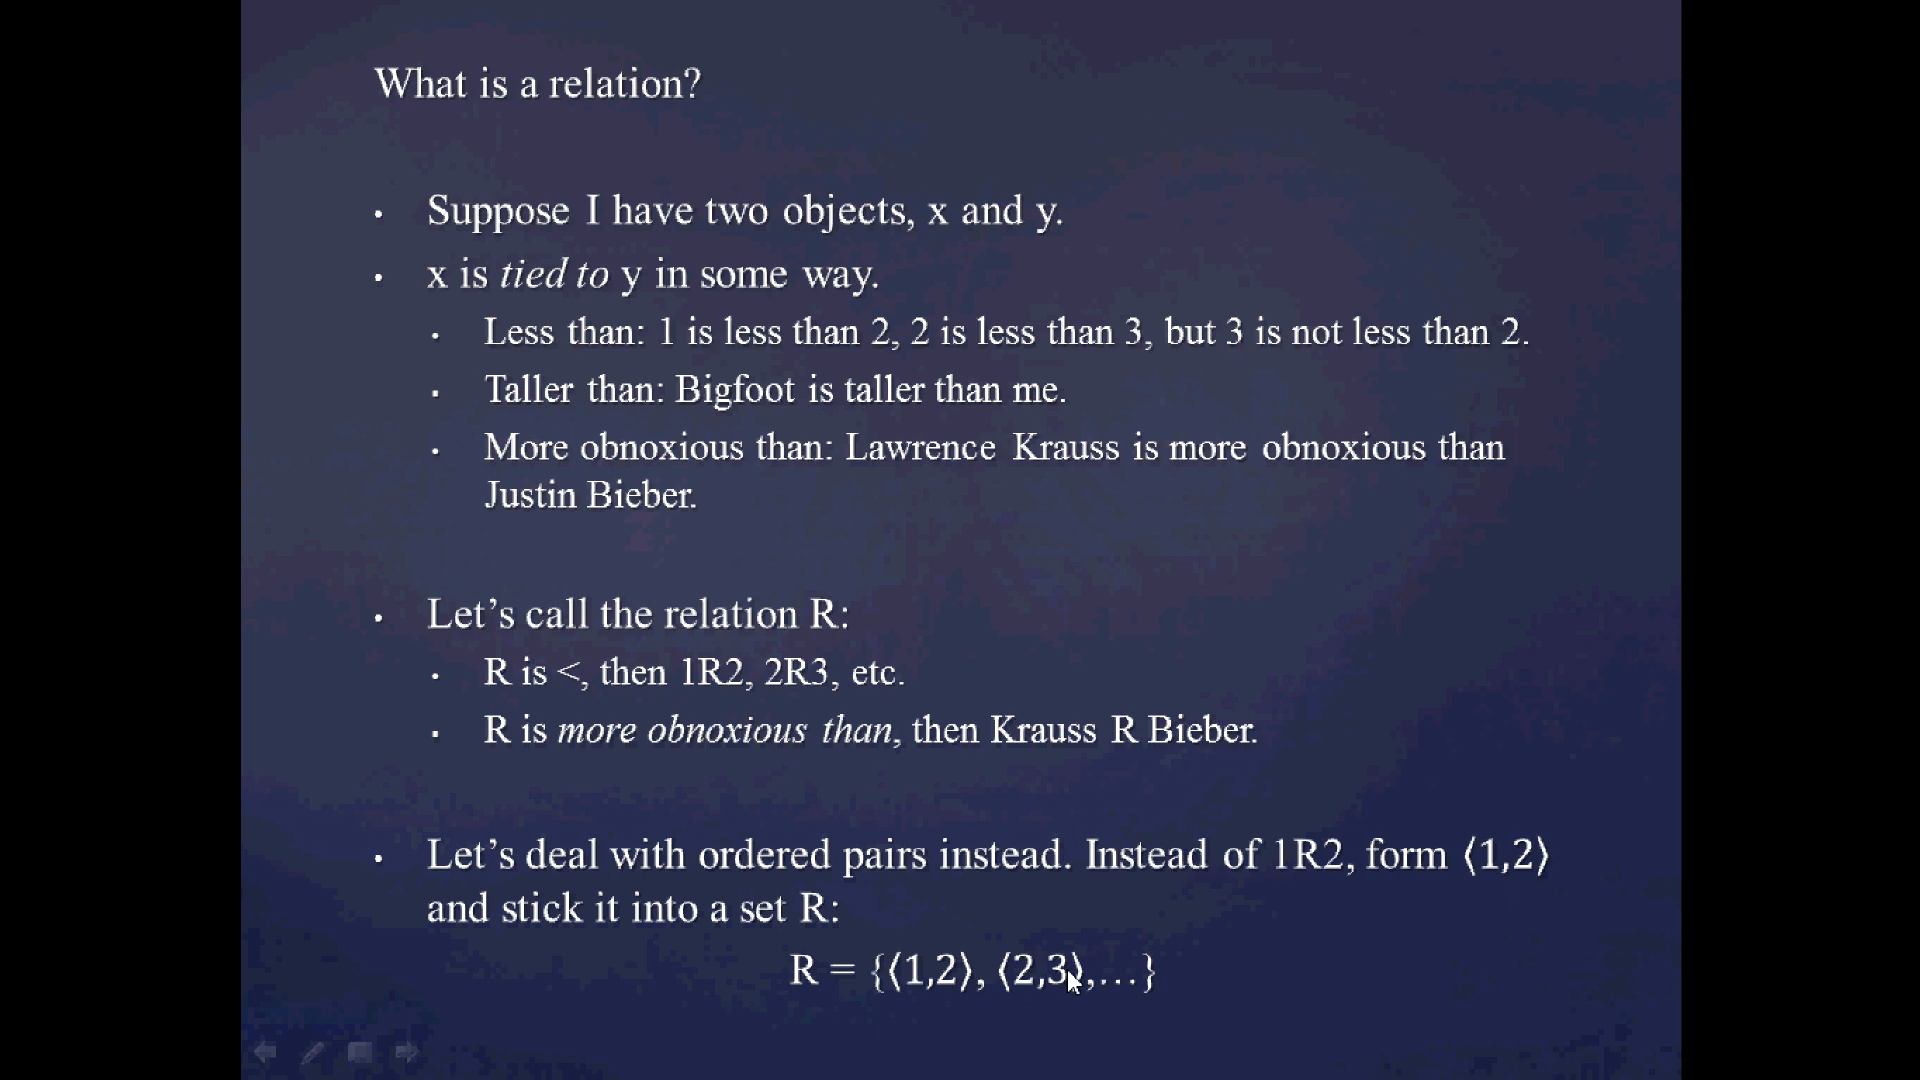 What is a relation?
• Suppose I have two objects, x and y.
• x is tied to y in some way.
• Less than: 1 is less than 2, 2 is less than 3, but 3 is not less than 2.
• Taller than: Bigfoot is taller than me.
• More obnoxious than: Lawrence Krauss is more obnoxious than
Justin Bieber.
• Let’s call the relation R:
• R is <, then 1R2, 2R3, etc.
• R is more obnoxious than, then Krauss R Bieber.
• Let’s deal with ordered pairs instead. Instead of 1R2, form ⟨1,2⟩
and stick it into a set R:
R = {⟨1,2⟩, ⟨2,3⟩,…}